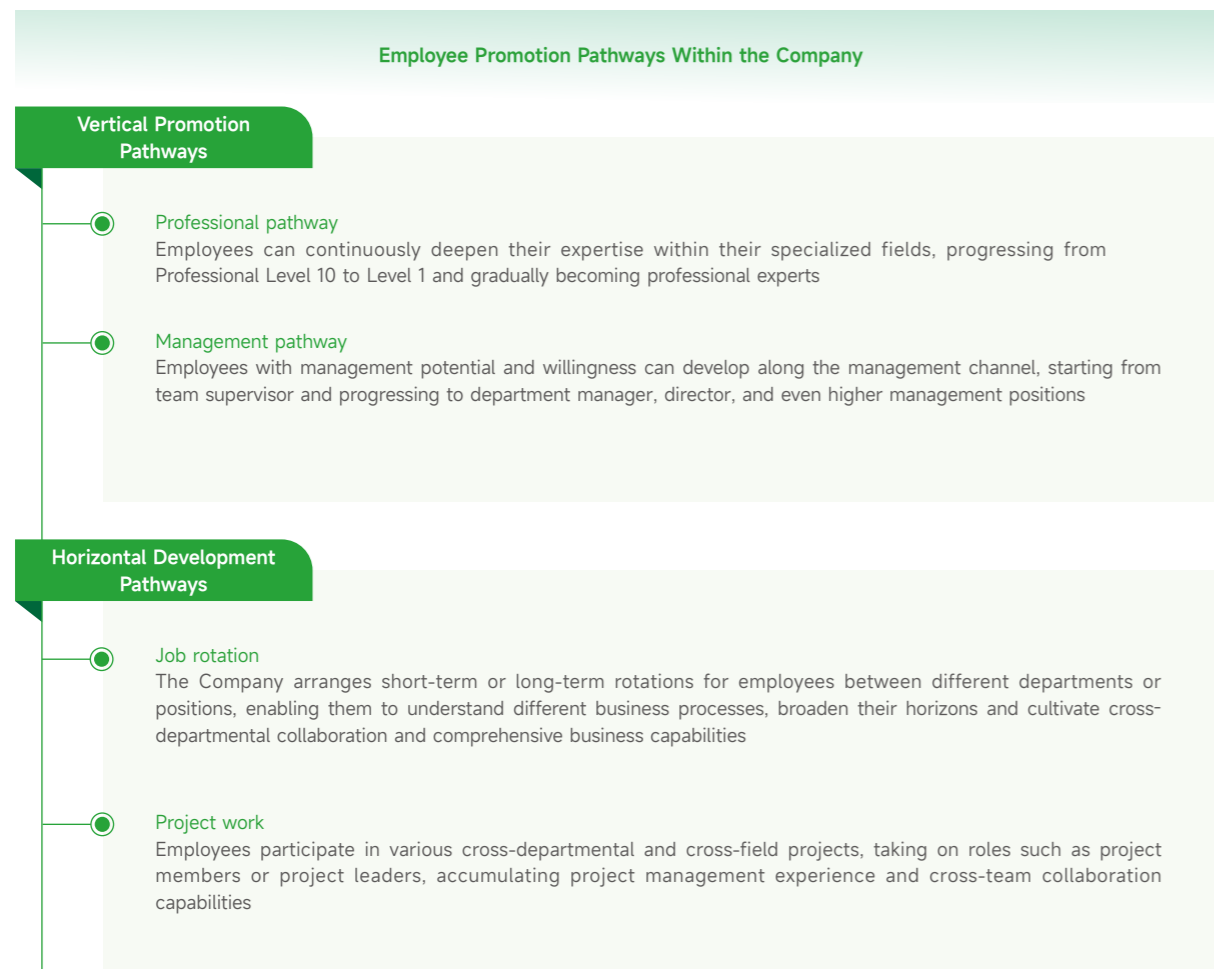 Employee Promotion Pathways Within the Company
Vertical Promotion
Pathways
Professional pathway
Employees can continuously deepen their expertise within their specialized fields, progressing from
Professional Level 10 to Level 1 and gradually becoming professional experts
Management pathway
Employees with management potential and willingness can develop along the management channel, starting from
team supervisor and progressing to department manager, director, and even higher management positions
Horizontal Development
Pathways
Job rotation
The Company arranges short-term or long-term rotations for employees between different departments or
positions, enabling them to understand different business processes, broaden their horizons and cultivate cross-
departmental collaboration and comprehensive business capabilities
Project work
Employees participate in various cross-departmental and cross-field projects, taking on roles such as project
members or project leaders, accumulating project management experience and cross-team collaboration
capabilities